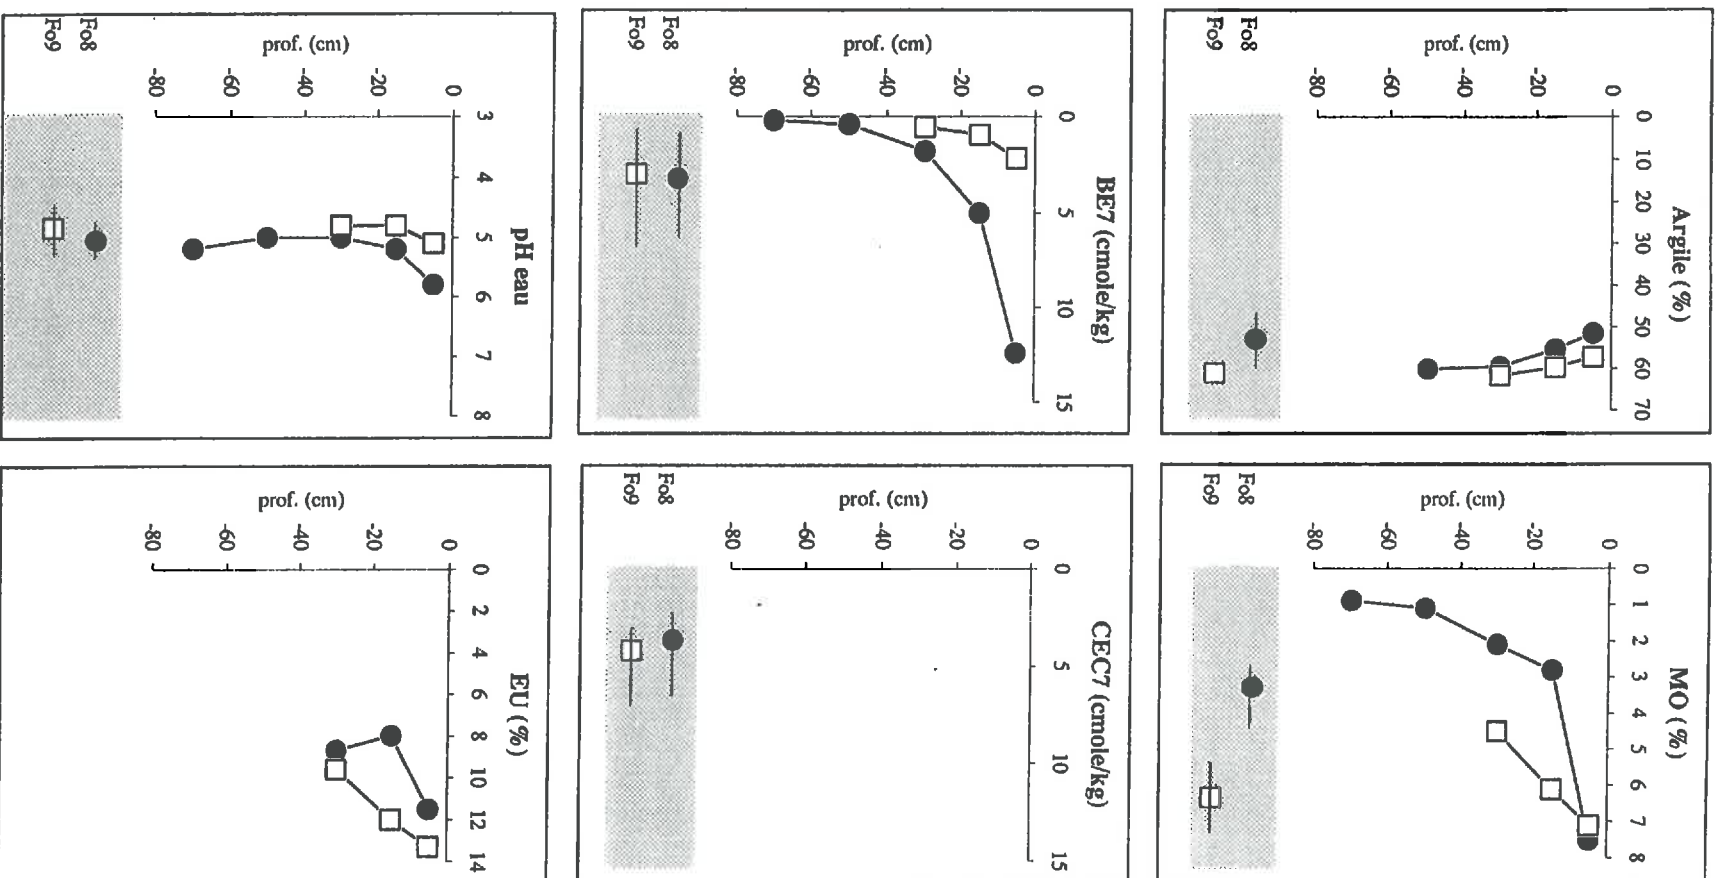 Argile (%)
0 10 20 30 40 50 60 70
0
-20
-40
-60
-80
prof. (cm)
Fo8
Fo9
MO (%)
0 1 2 3 4 5 6 7 8
0
-20
-40
-60
-80
prof. (cm)
Fo8
Fo9
BE7 (cmole/kg)
0 5 10 15
0
-20
-40
-60
-80
prof. (cm)
Fo8
Fo9
CEC7 (cmole/kg)
0 5 10 15
0
-20
-40
-60
-80
prof. (cm)
Fo8
Fo9
pH eau
3 4 5 6 7 8
0
-20
-40
-60
-80
prof. (cm)
Fo8
Fo9
EU (%)
0 2 4 6 8 10 12 14
0
-20
-40
-60
-80
prof. (cm)